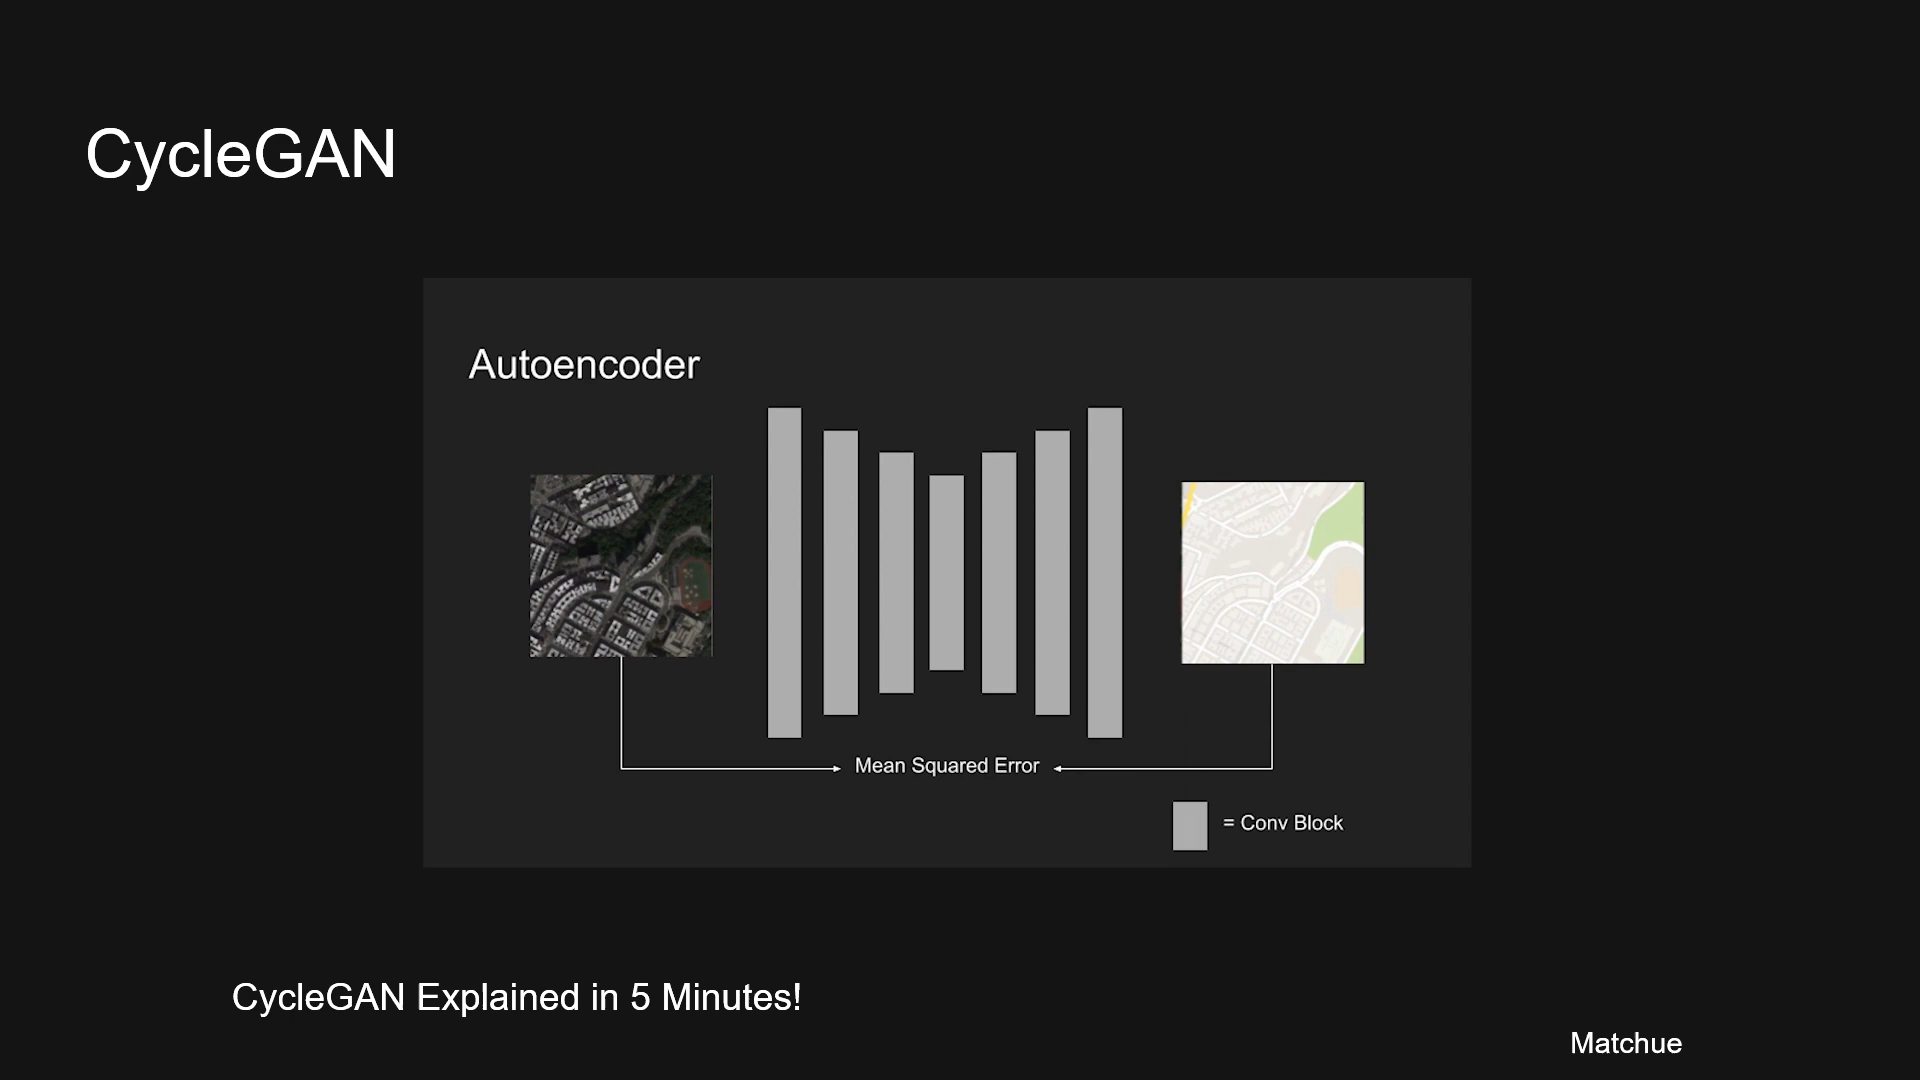 CycleGAN
Autoencoder
Mean Squared Error
= Conv Block
CycleGAN Explained in 5 Minutes!
Matchue